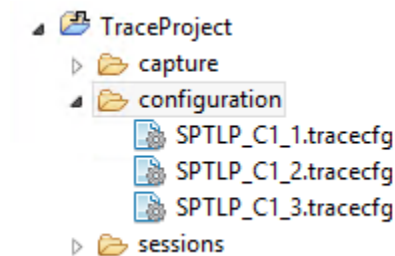 TraceProject
capture
configuration
SPTLP_C1_1.tracecfg
SPTLP_C1_2.tracecfg
SPTLP_C1_3.tracecfg
sessions